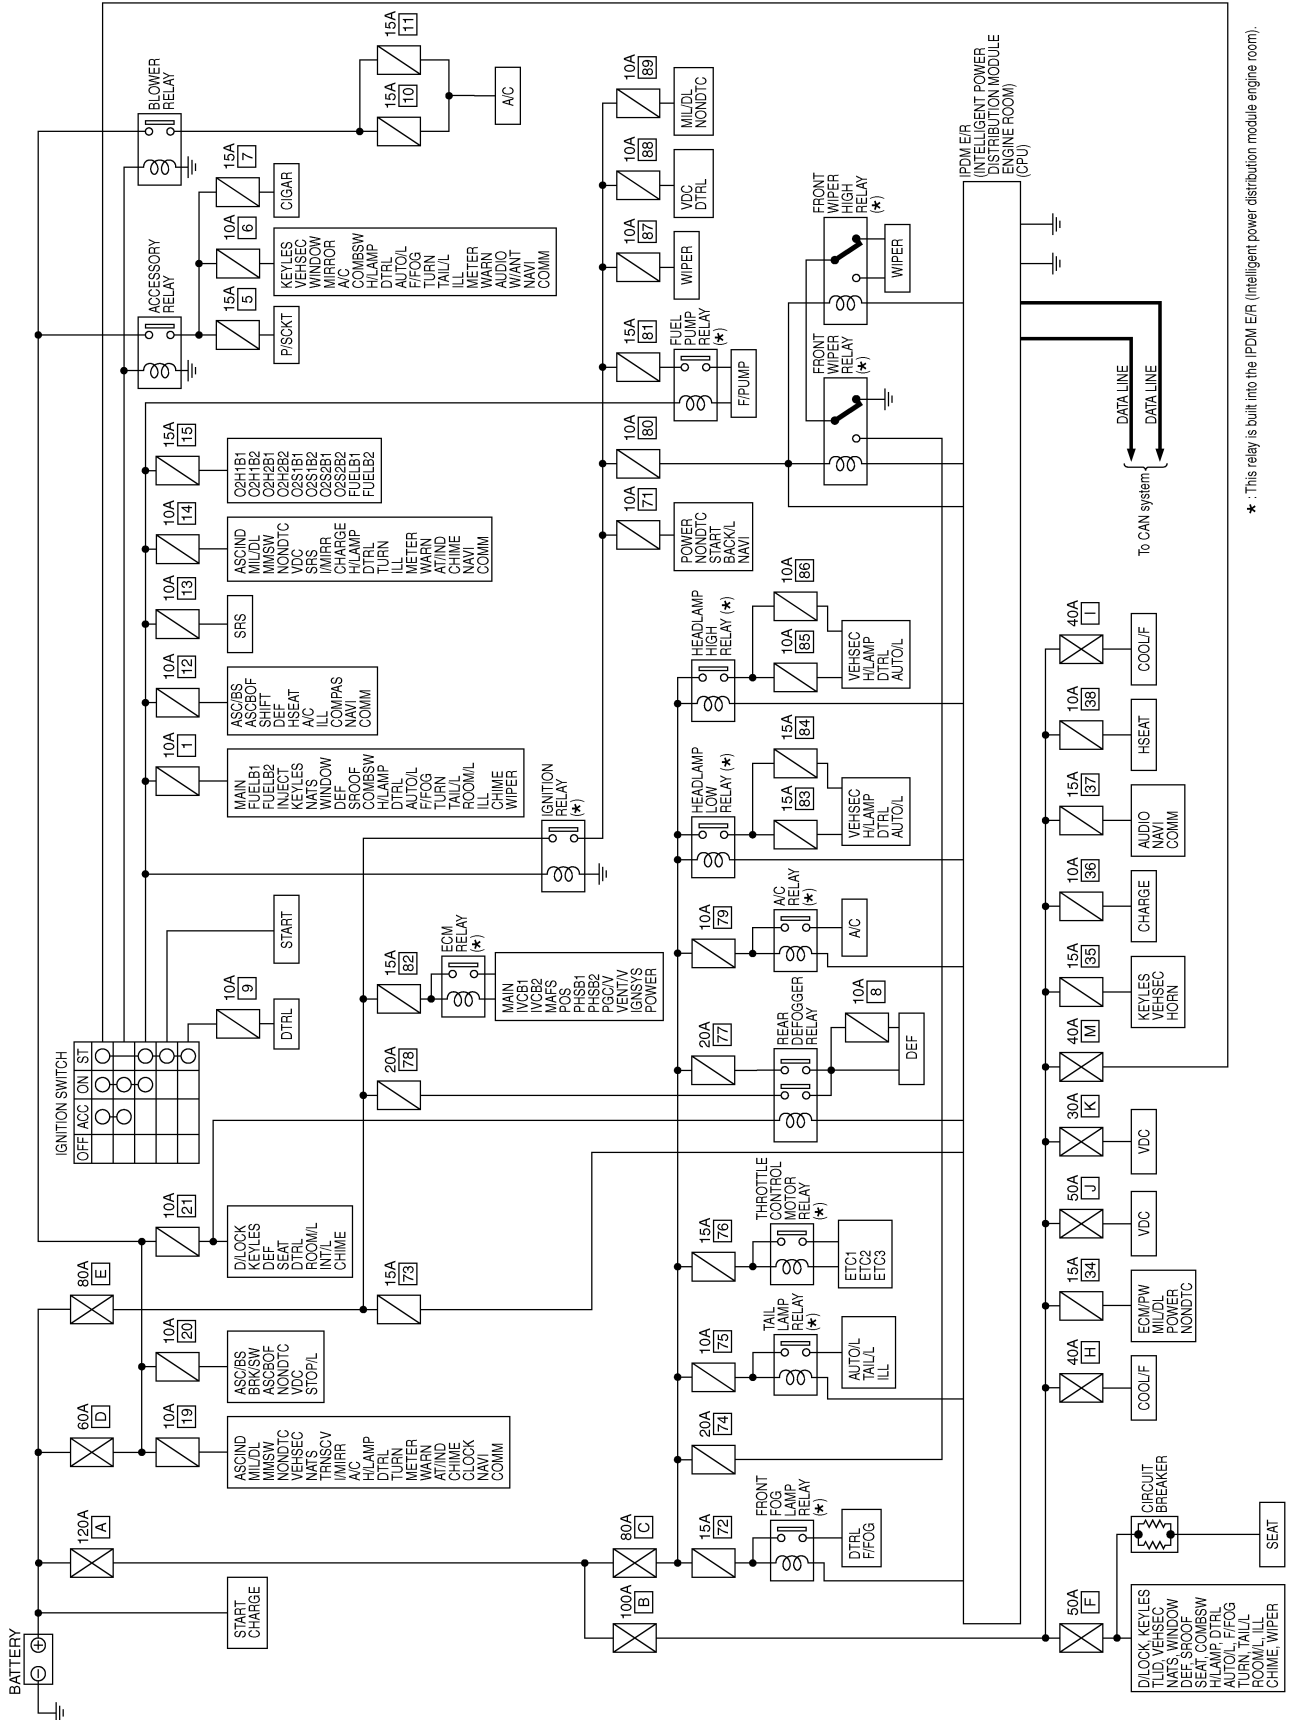 BATTERY
120A
A
START
CHARGE
60A
D
80A
E
10A
19
ASCIND
MIL/DL
MMSW
NONDTC
VEHSEC
NATS
TRNSCV
I/MIRR
A/C
H/LAMP
DTRL
TURN
METER
WARN
AT/IND
CHIME
CLOCK
NAVI
COMM
10A
20
ASC/BS
BRK/SW
ASCBOF
NONDTC
VDC
STOP/L
10A
21
D/LOCK
KEYLES
DEF
SEAT
DTRL
ROOM/L
INT/L
CHIME
IGNITION SWITCH
OFF
ACC
ON
ST
10A
9
DTRL
START
10A
1
MAIN
FUELB1
FUELB2
INJECT
KEYLES
NATS
WINDOW
DEF
SROOF
COMBSW
H/LAMP
DTRL
AUTO/L
F/FOG
TURN
TAIL/L
ROOM/L
ILL
CHIME
WIPER
10A
12
ASC/BS
ASCBOF
SHIFT
DEF
HSEAT
A/C
ILL
COMPAS
NAVI
COMM
10A
13
SRS
10A
14
ASCIND
MIL/DL
MMSW
NONDTC
VDC
SRS
I/MIRR
CHARGE
H/LAMP
DTRL
TURN
ILL
METER
WARN
AT/IND
CHIME
NAVI
COMM
15A
15
O2H1B1
O2H1B2
O2H2B1
O2H2B2
O2S1B1
O2S1B2
O2S2B1
O2S2B2
FUELB1
FUELB2
ACCESSORY
RELAY
15A
5
P/SCKT
10A
6
KEYLES
VEHSEC
WINDOW
MIRROR
A/C
COMBSW
H/LAMP
DTRL
AUTO/L
F/FOG
TURN
TAIL/L
ILL
METER
WARN
AUDIO
W/ANT
NAVI
COMM
15A
7
CIGAR
BLOWER
RELAY
15A
10
15A
11
A/C
15A
73
20A
78
15A
82
ECM
RELAY
(*)
MAIN
IVCB1
IVCB2
MAFS
POS
PHSB1
PHSB2
PGC/V
VENT/V
IGNSYS
POWER
IGNITION
RELAY
(*)
10A
71
POWER
NONDTC
START
BACK/L
NAVI
10A
80
15A
81
FUEL
PUMP
RELAY
(*)
F/PUMP
10A
87
WIPER
10A
88
VDC
DTRL
10A
89
MIL/DL
NONDTC
100A
B
80A
C
15A
72
FRONT
FOG
LAMP
RELAY
(*)
DTRL
F/FOG
20A
74
10A
75
TAIL
LAMP
RELAY
(*)
AUTO/L
TAIL/L
ILL
15A
76
THROTTLE
CONTROL
MOTOR
RELAY
(*)
ETC1
ETC2
ETC3
20A
77
REAR
DEFOGGER
RELAY
10A
8
DEF
10A
79
A/C
RELAY
(*)
A/C
HEADLAMP
LOW
RELAY (*)
15A
83
15A
84
VEHSEC
H/LAMP
DTRL
AUTO/L
HEADLAMP
HIGH
RELAY (*)
10A
85
10A
86
VEHSEC
H/LAMP
DTRL
AUTO/L
FRONT
WIPER
RELAY
(*)
FRONT
WIPER
HIGH
RELAY
(*)
WIPER
IPDM E/R
(INTELLIGENT POWER
DISTRIBUTION MODULE
ENGINE ROOM)
(CPU)
50A
F
D/LOCK, KEYLES
TLID, VEHSEC
NATS, WINDOW
DEF, SROOF
SEAT, COMBSW
H/LAMP, DTRL
AUTO/L, F/FOG
TURN, TAIL/L
ROOM/L, ILL
CHIME, WIPER
CIRCUIT
BREAKER
SEAT
40A
H
COOL/F
15A
34
ECM/PW
MIL/DL
POWER
NONDTC
50A
J
VDC
30A
K
VDC
40A
M
15A
35
KEYLES
VEHSEC
HORN
10A
36
CHARGE
15A
37
AUDIO
NAVI
COMM
10A
38
HSEAT
40A
I
COOL/F
DATA LINE
DATA LINE
To CAN system
* : This relay is built into the IPDM E/R (Intelligent power distribution module engine room).